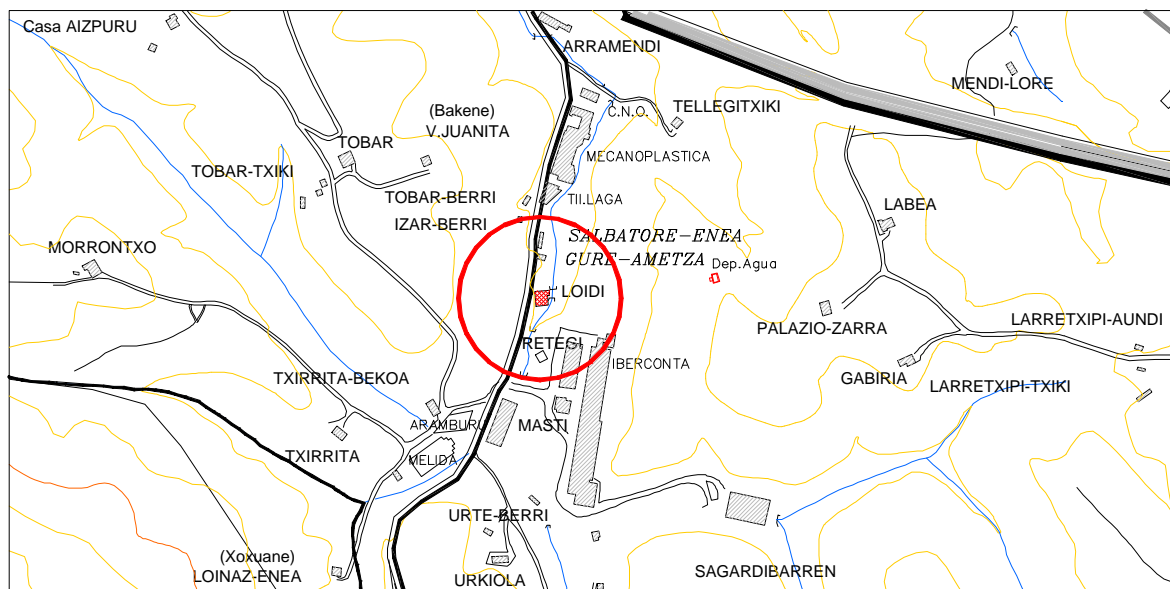 Casa AIZPURU
ARRAMENDI
MENDI-LORE
C.N.O.
TELLEGITXIKI
(Bakene)
V.JUANITA
TOBAR
MECANOPLASTICA
TOBAR-TXIKI
TOBAR-BERRI
TII.LAGA
LABEA
IZAR-BERRI
SALBATORE-ENEA
MORRONTXO
GURE-AMETZA
Dep.Agua
LOIDI
PALAZIO-ZARRA
LARRETXIPI-AUNDI
RETEGI
IBERCONTA
TXIRRITA-BEKOA
GABIRIA
LARRETXIPI-TXIKI
ARAMBURU
MASTI
TXIRRITA
MELIDA
URTE-BERRI
(Xoxuane)
LOINAZ-ENEA
URKIOLA
SAGARDIBARREN